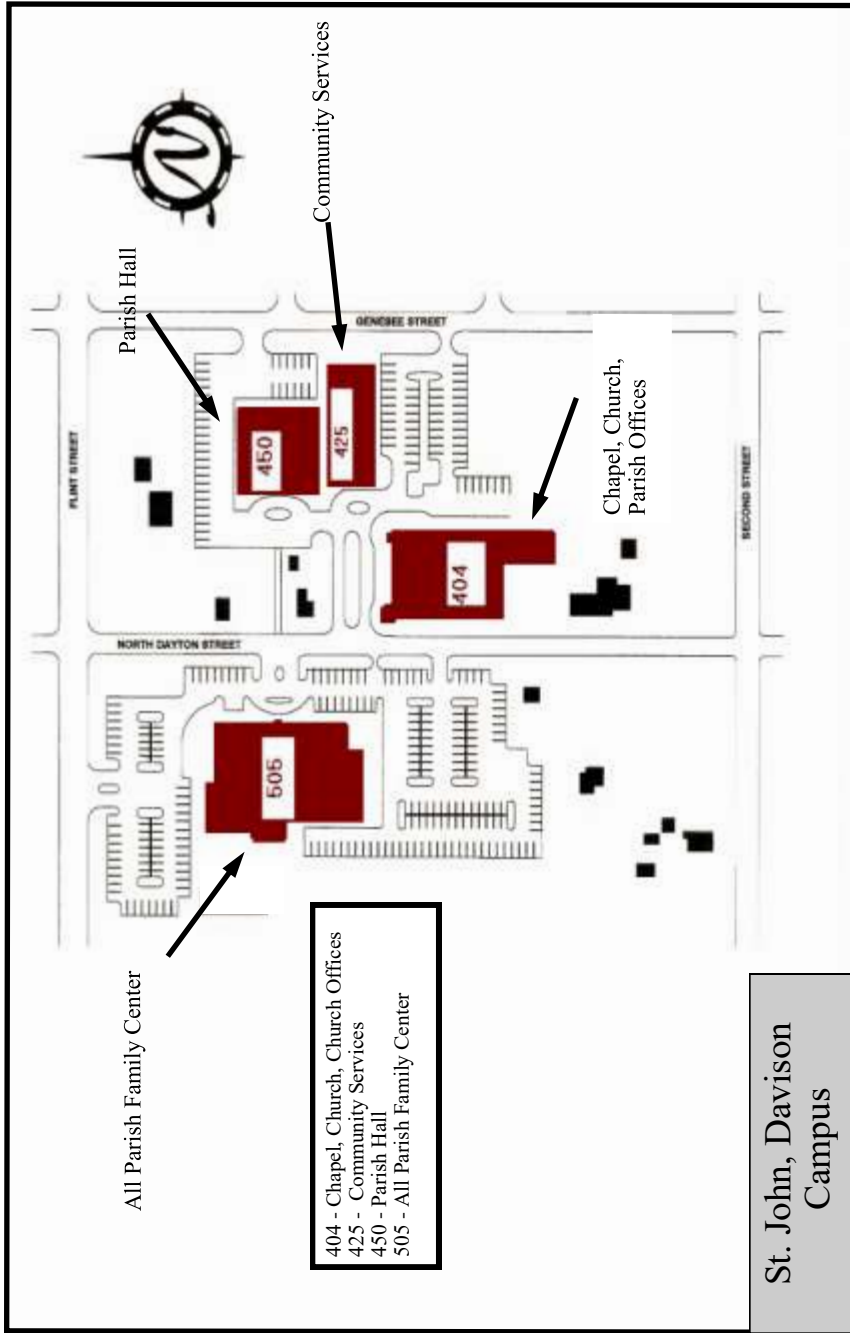 Community Services
Parish Hall
GENESEE STREET
FLINT STREET
450
425
Chapel, Church,
Parish Offices
SECOND STREET
404
NORTH DAYTON STREET
505
All Parish Family Center
404 - Chapel, Church, Church Offices
425 - Community Services
450 - Parish Hall
505 - All Parish Family Center
St. John, Davison
Campus
N